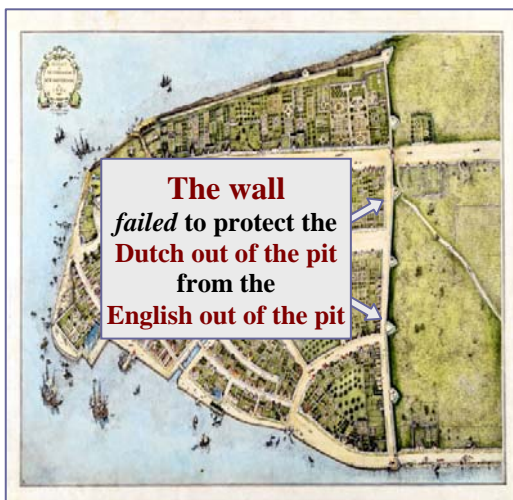 The wall
failed to protect the
Dutch out of the pit
from the
English out of the pit